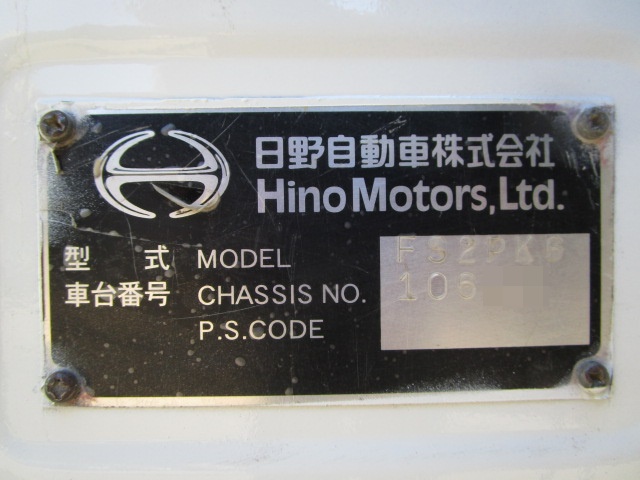 日野自動車株式会社
Hino Motors, Ltd.
型 式 MODEL
車台番号 CHASSIS NO. 106
P.S.CODE